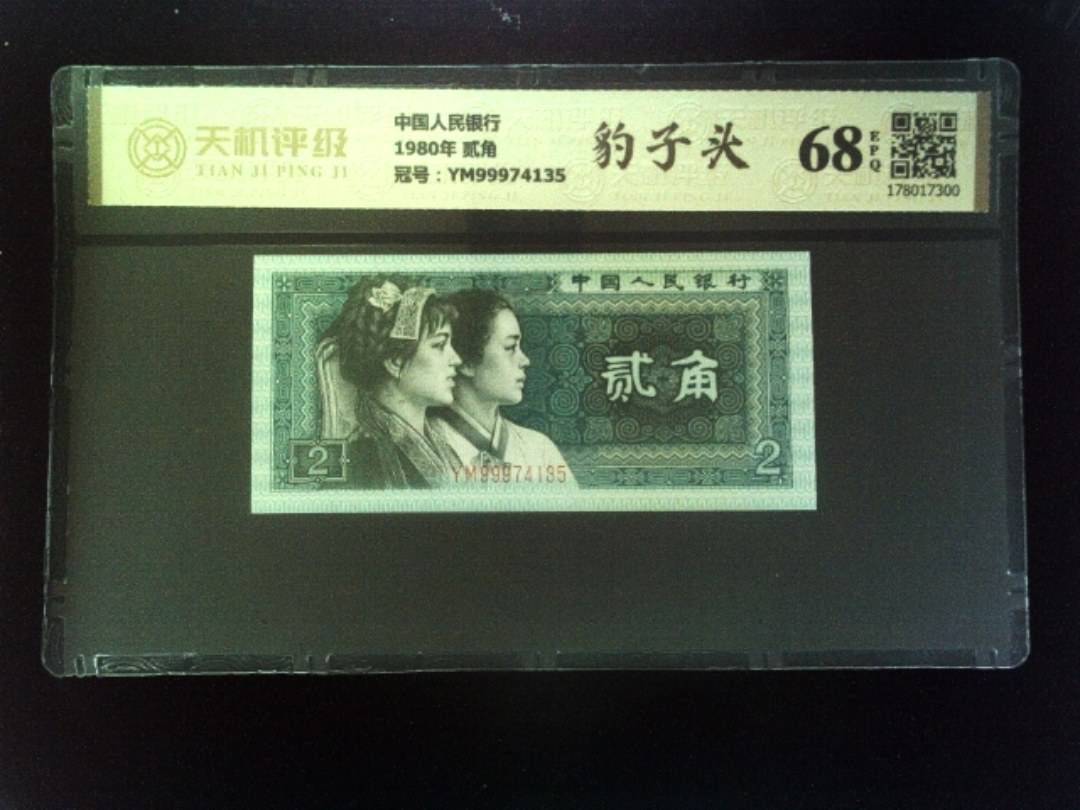 天机评级
TIAN JI PING JI
中国人民银行
1980年 贰角
冠号：YM99974135
豹子头
68
EPQ
178017300
中国人民银行
贰角
2
YM99974135
2